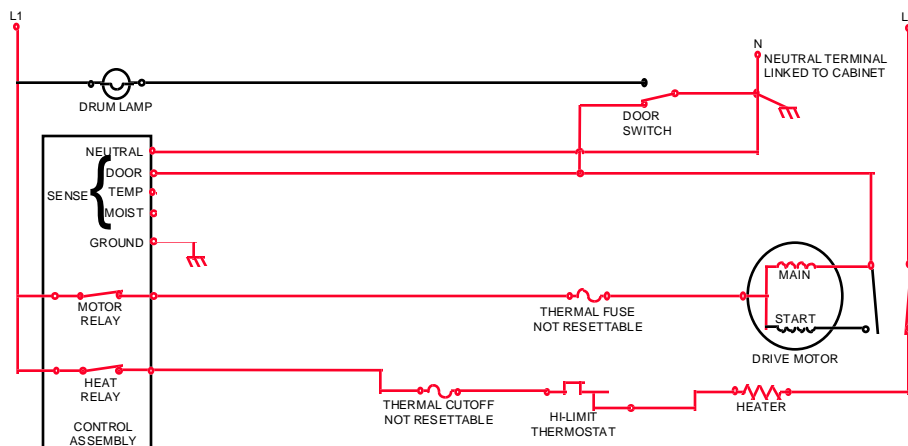 L1
L
N
NEUTRAL TERMINAL
LINKED TO CABINET
DRUM LAMP
DOOR
SWITCH
NEUTRAL
DOOR
SENSE
TEMP
MOIST
GROUND
MAIN
MOTOR
RELAY
THERMAL FUSE
NOT RESETTABLE
START
DRIVE MOTOR
HEAT
RELAY
THERMAL CUTOFF
NOT RESETTABLE
HI-LIMIT
THERMOSTAT
HEATER
CONTROL
ASSEMBLY